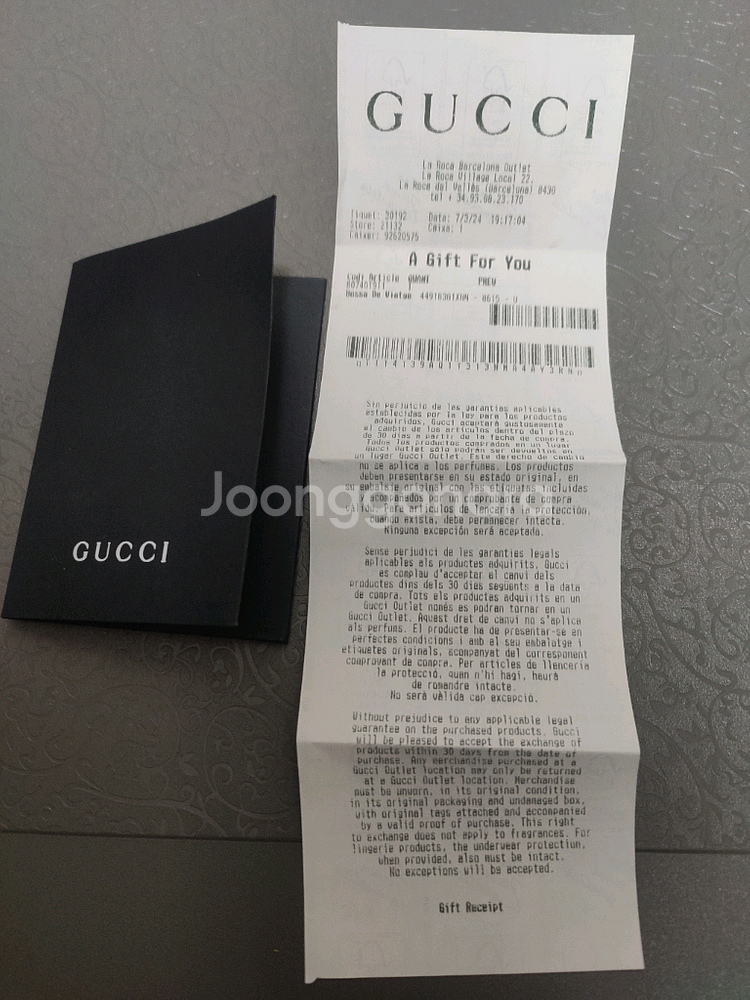 GUCCI
La Roca Barcelona Outlet
La Roca Village Local 22,
La Roca del Vallès (Barcelona) 8430
tel + 34.93.08.23.170
Tiquet: 30192 Data: 7/3/24 19:17:04
Store: 21132 Caixa: 1
Caixer: 92620575
A Gift For You
Codi Article QUANT PREU
607401911 1
Bossa De Viatge
Sin perjuicio de las garantías aplicables
establecidas por la ley para los productos
adquiridos, Gucci aceptará gustosamente
el cambio de los artículos dentro del plazo
de 30 días a partir de la fecha de compra.
Todos los productos comprados en un lugar
Gucci Outlet sólo podrán ser devueltos en
un lugar Gucci Outlet. Este derecho de cambio
no se aplica a los perfumes. Los productos
deben presentarse en su estado original, en
su embalaje original con las etiquetas incluidas
acompañados comprobante de compra
Para artículos de lencería la protección,
cuando exista, debe permanecer intacta.
Ninguna excepción será aceptada.
Sense perjudici de les garanties legals
aplicables als productes adquirits, Gucci
es complau d'acceptar el canvi dels
productes dins dels 30 dies següents a la data
de compra. Tots els productes adquirits en un
Gucci Outlet només es podran tornar en un
Gucci Outlet. Aquest dret de canvi no s'aplica
als perfums. El producte ha de presentar-se en
perfectes condicions i amb el seu embalatge i
etiquetes originals, acompanyat del corresponent
comprovant de compra. Per articles de llenceria
la protecció, quan n'hi hagi, haurà
de romandre intacte.
No serà vàlida cap excepció.
Without prejudice to any applicable legal
guarantee on the purchased products, Gucci
will be pleased to accept the exchange of
products within 30 days from the date of
purchase. Any merchandise purchased at a
Gucci Outlet location may only be returned
at a Gucci Outlet location. Merchandise
must be unworn, in its original condition,
in its original packaging and undamaged box,
with original tags attached and accompanied
by a valid proof of purchase. This right
to exchange does not apply to fragrances. For
lingerie products, the underwear protection,
when provided, also must be intact.
No exceptions will be accepted.
Gift Receipt
GUCCI